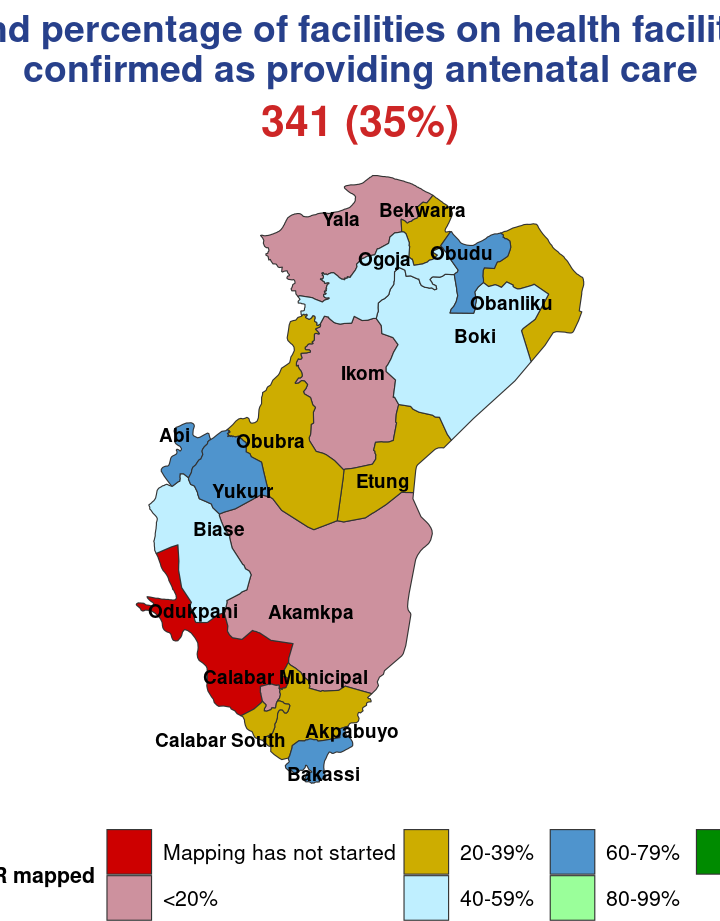 percentage of facilities on health
confirmed as providing antenatal care
341 (35%)
Yala
Bekwarra
Ogoja
Obudu
Obanliku
Boki
Ikom
Abi
Obubra
Yukurr
Etung
Biase
Odukpani
Akamkpa
Calabar Municipal
Calabar South
Akpabuyo
Bakassi
mapped
Mapping has not started
20-39%
60-79%
<20%
40-59%
80-99%